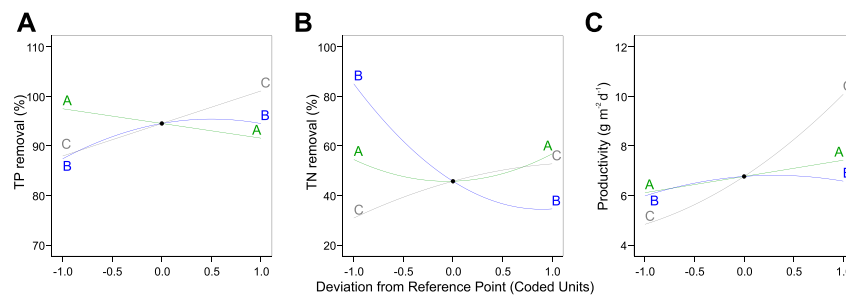 A
B
C
TP removal (%)
110
100
90
80
70
A
C
B
C
B
A
-1.0
-0.5
0.0
0.5
1.0
TN removal (%)
100
80
60
40
20
B
A
C
A
C
B
-1.0
-0.5
0.0
0.5
1.0
Productivity (g m⁻² d⁻¹)
12
10
8
6
4
A
B
C
C
A
B
-1.0
-0.5
0.0
0.5
1.0
Deviation from Reference Point (Coded Units)